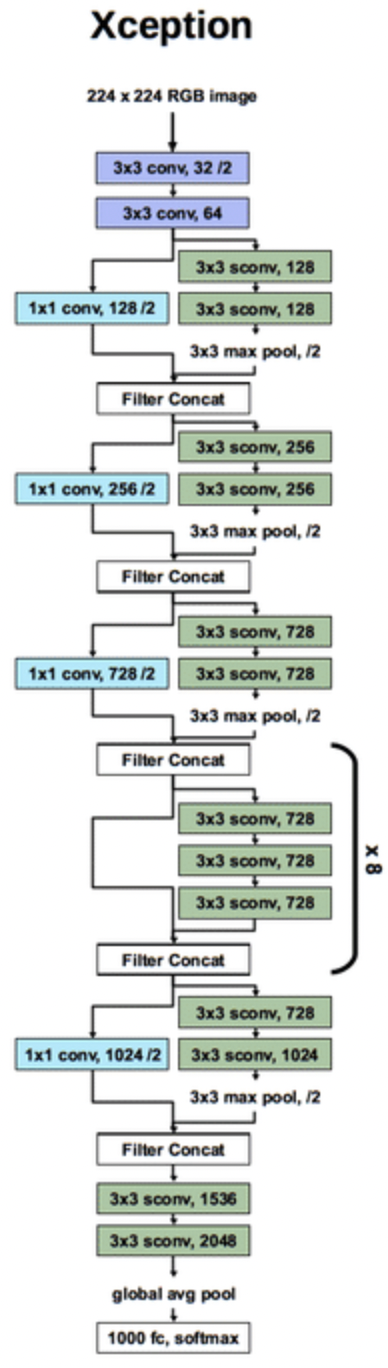 Xception
224 x 224 RGB image
3x3 conv, 32 /2
3x3 conv, 64
3x3 sconv, 128
1x1 conv, 128 /2
3x3 sconv, 128
3x3 max pool, /2
Filter Concat
3x3 sconv, 256
1x1 conv, 256 /2
3x3 sconv, 256
3x3 max pool, /2
Filter Concat
3x3 sconv, 728
1x1 conv, 728 /2
3x3 sconv, 728
3x3 max pool, /2
Filter Concat
3x3 sconv, 728
3x3 sconv, 728
x 8
3x3 sconv, 728
Filter Concat
3x3 sconv, 728
1x1 conv, 1024 /2
3x3 sconv, 1024
3x3 max pool, /2
Filter Concat
3x3 sconv, 1536
3x3 sconv, 2048
global avg pool
1000 fc, softmax